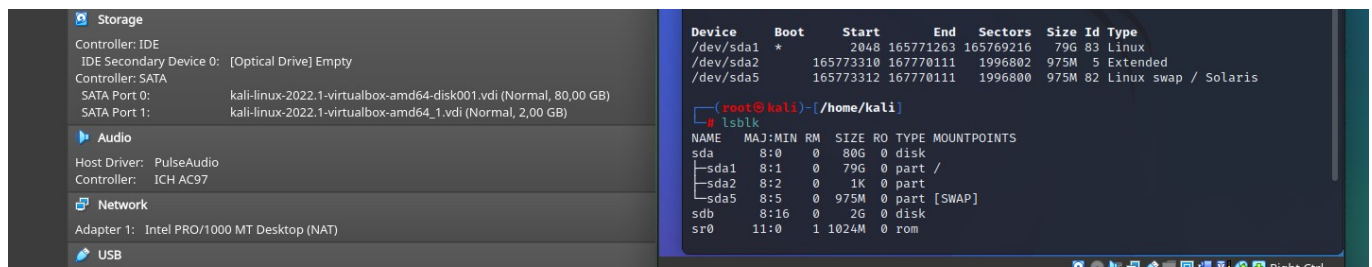 Storage
Controller: IDE
IDE Secondary Device 0: [Optical Drive] Empty
Controller: SATA
SATA Port 0: kali-linux-2022.1-virtualbox-amd64-disk001.vdi (Normal, 80,00 GB)
SATA Port 1: kali-linux-2022.1-virtualbox-amd64_1.vdi (Normal, 2,00 GB)
Audio
Host Driver: PulseAudio
Controller: ICH AC97
Network
Adapter 1: Intel PRO/1000 MT Desktop (NAT)
USB
Device Boot Start End Sectors Size Id Type
/dev/sda1 * 2048 165771263 165769216 79G 83 Linux
/dev/sda2 165773310 167770111 1996802 975M 5 Extended
/dev/sda5 165773312 167770111 1996800 975M 82 Linux swap / Solaris
┌──(root㉿kali)-[/home/kali]
└─# lsblk
NAME MAJ:MIN RM SIZE RO TYPE MOUNTPOINTS
sda 8:0 0 80G 0 disk
├─sda1 8:1 0 79G 0 part /
├─sda2 8:2 0 1K 0 part
└─sda5 8:5 0 975M 0 part [SWAP]
sdb 8:16 0 2G 0 disk
sr0 11:0 1 1024M 0 rom
Right Ctrl